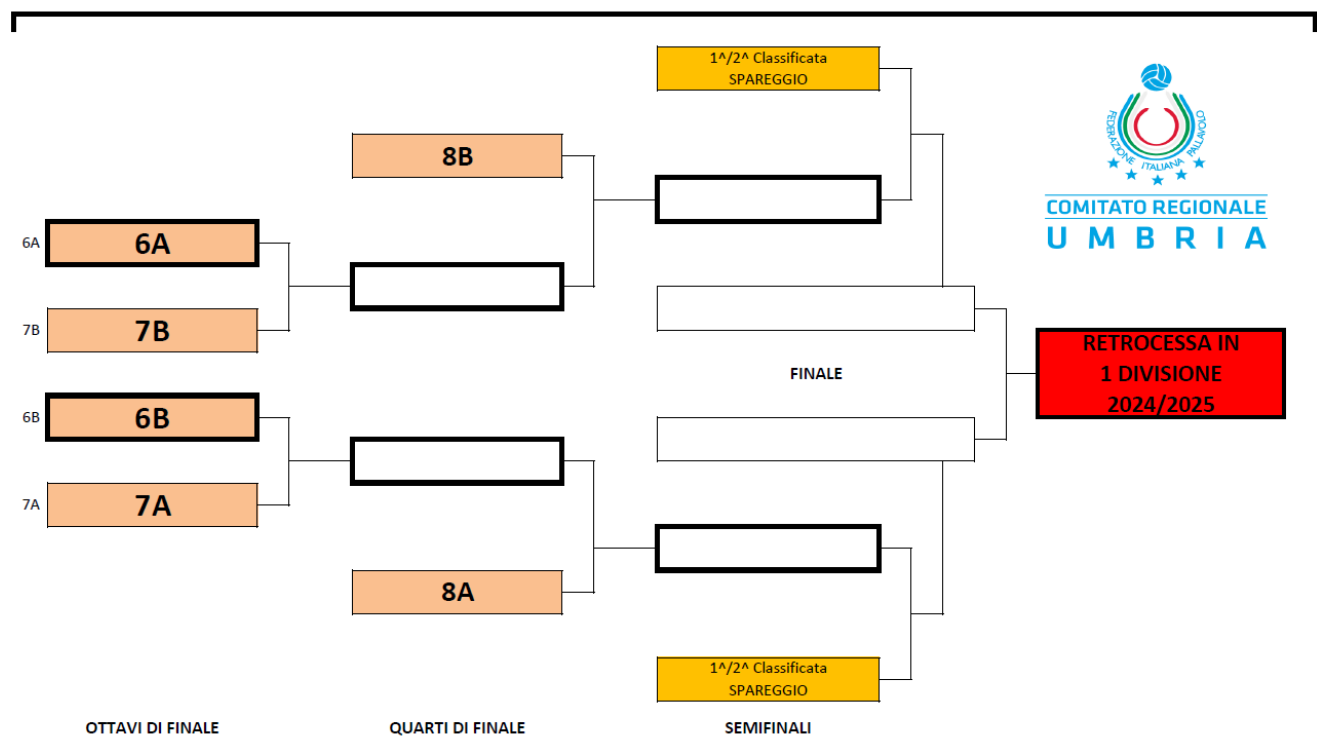 1^/2^ Classificata
SPAREGGIO
FEDERAZIONE ITALIANA PALLAVOLO
COMITATO REGIONALE
UMBRIA
8B
6A
6A
7B
7B
FINALE
RETROCESSA IN
1 DIVISIONE
2024/2025
6B
6B
7A
7A
8A
1^/2^ Classificata
SPAREGGIO
OTTAVI DI FINALE
QUARTI DI FINALE
SEMIFINALI